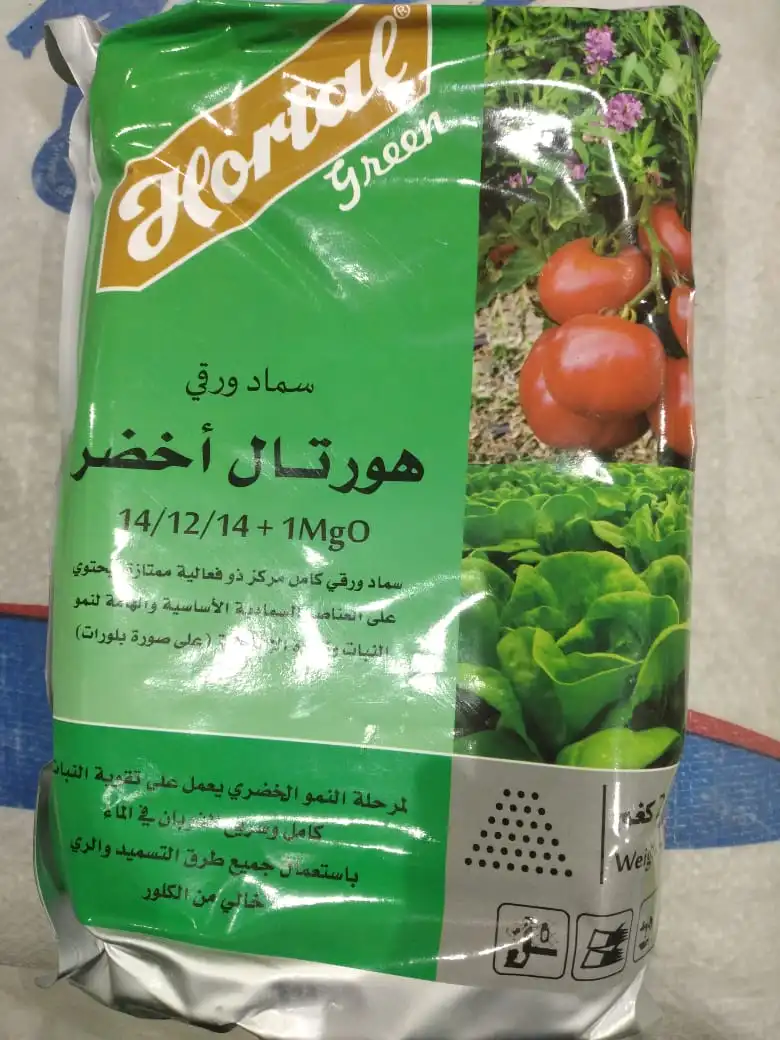 Hortal®
Green
سماد ورقي
هورتال أخضر
14/12/14 + 1MgO
سماد ورقي كامل مركز ذو فعالية ممتازة يحتوي
على العناصر السمادية الأساسية والهامة لنمو
النبات (على صورة بلورات)
لمرحلة النمو الخضري يعمل على تقوية النبات
كامل وسريع الذوبان في الماء
باستعمال جميع طرق التسميد والري
خالي من الكلور
كغم